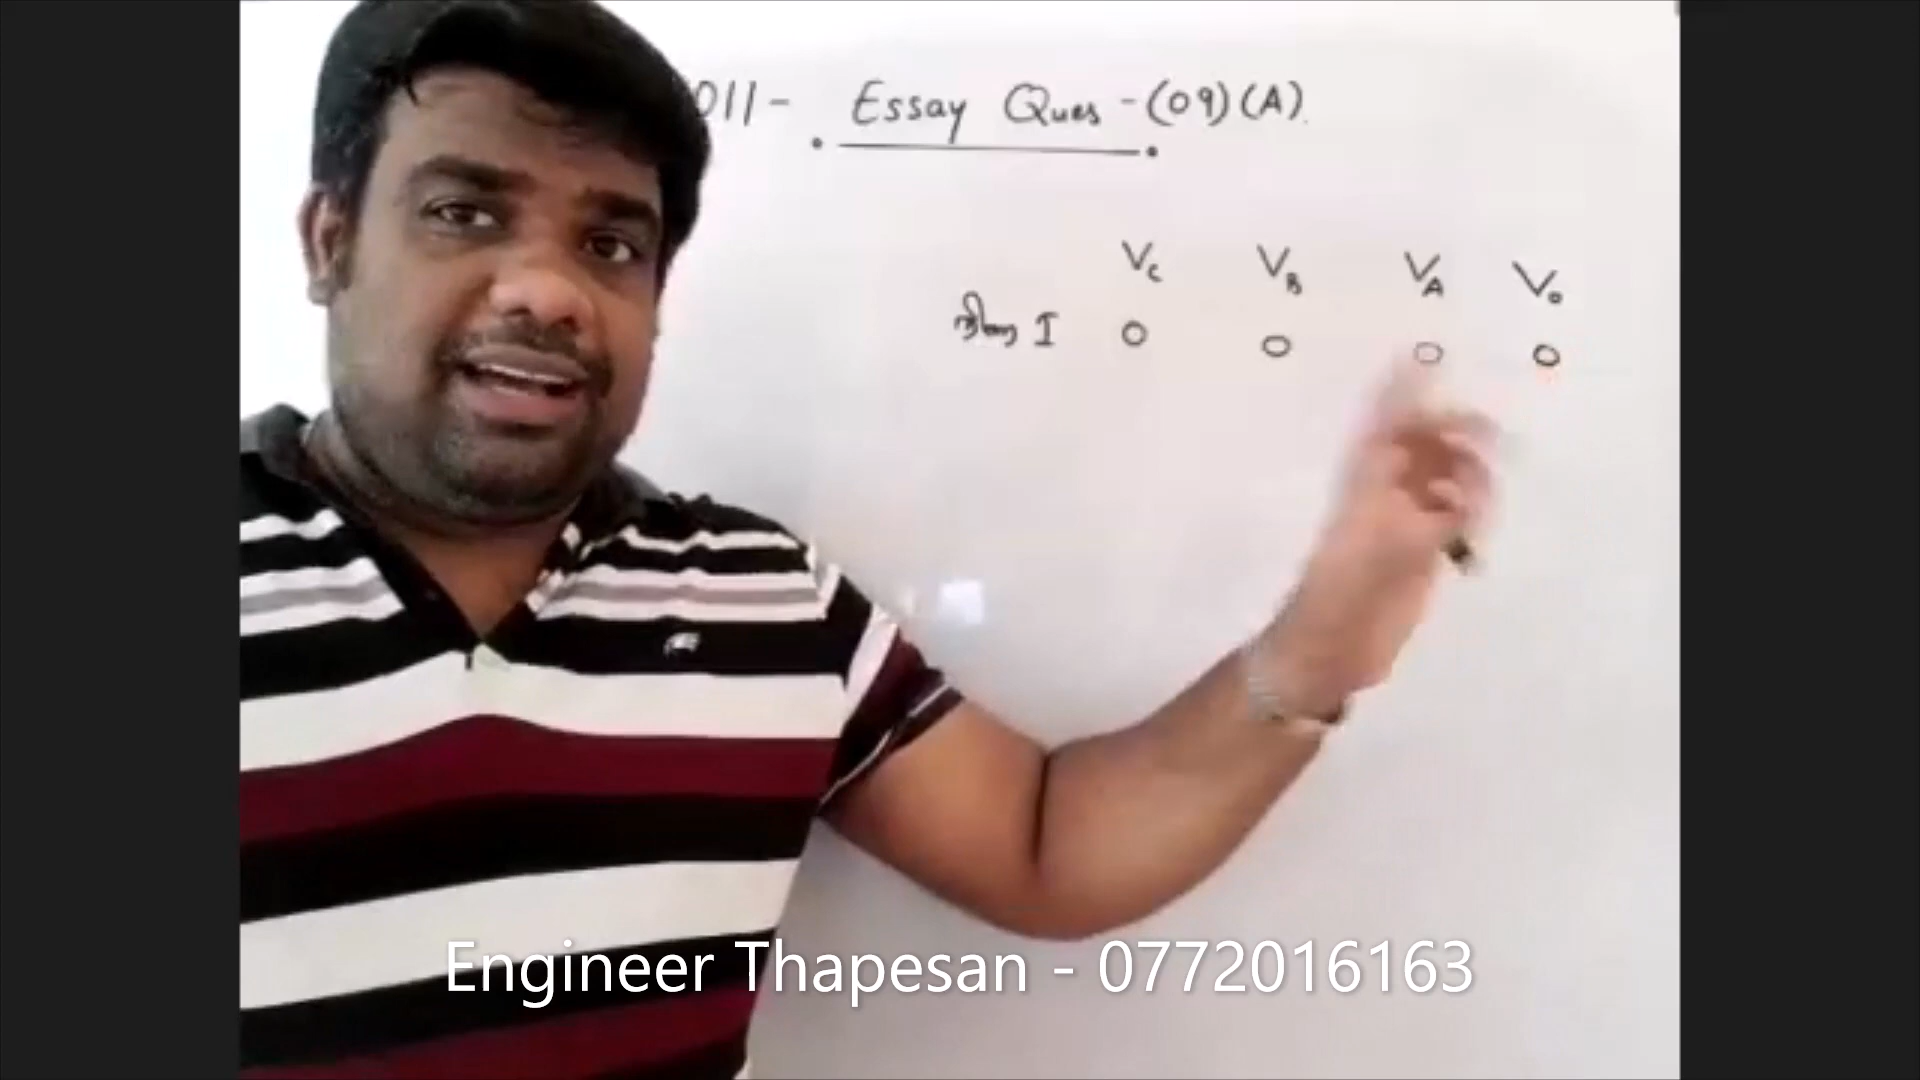 011 - Essay Ques - (09) (A).
V_C V_B V_A V_0
நிலை I 0 0 0 0
Engineer Thapesan - 0772016163